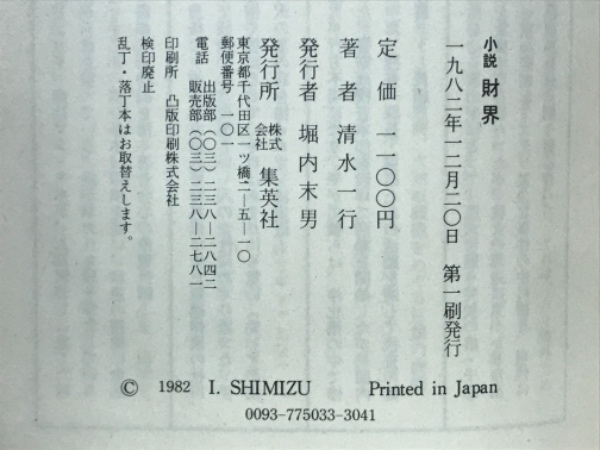 小説 財界
一九八二年一二月二〇日 第一刷発行
定価 一一〇〇円
著者 清水一行
発行者 堀内末男
発行所 株式会社 集英社
東京都千代田区一ツ橋二―五―一〇
郵便番号 一〇一
電話 出版部(〇三)二三八―二八四二
販売部(〇三)二三八―二七八一
印刷所 凸版印刷株式会社
検印廃止
乱丁・落丁本はお取替えします。
© 1982 I. SHIMIZU Printed in Japan
0093-775033-3041